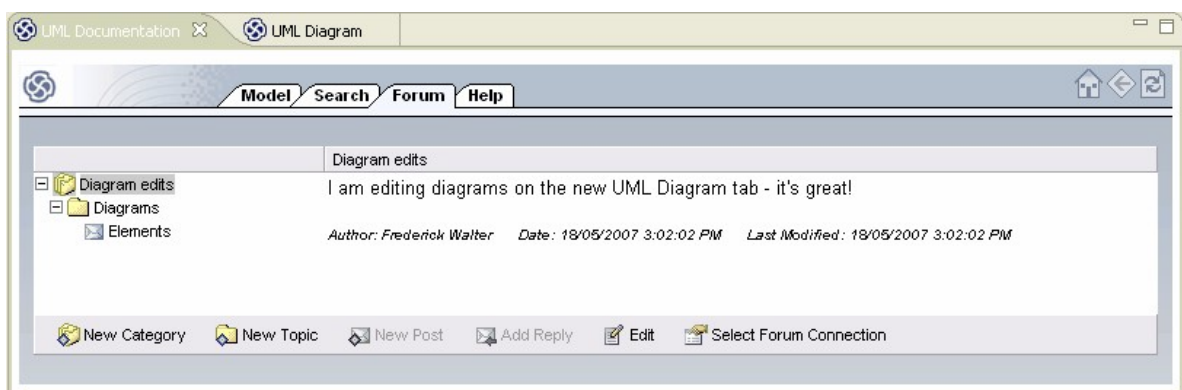 UML Documentation UML Diagram
Model Search Forum Help
Diagram edits
Diagram edits
I am editing diagrams on the new UML Diagram tab - it's great!
Diagrams
Elements
Author: Frederick Walter Date: 18/05/2007 3:02:02 PM Last Modified: 18/05/2007 3:02:02 PM
New Category New Topic New Post Add Reply Edit Select Forum Connection